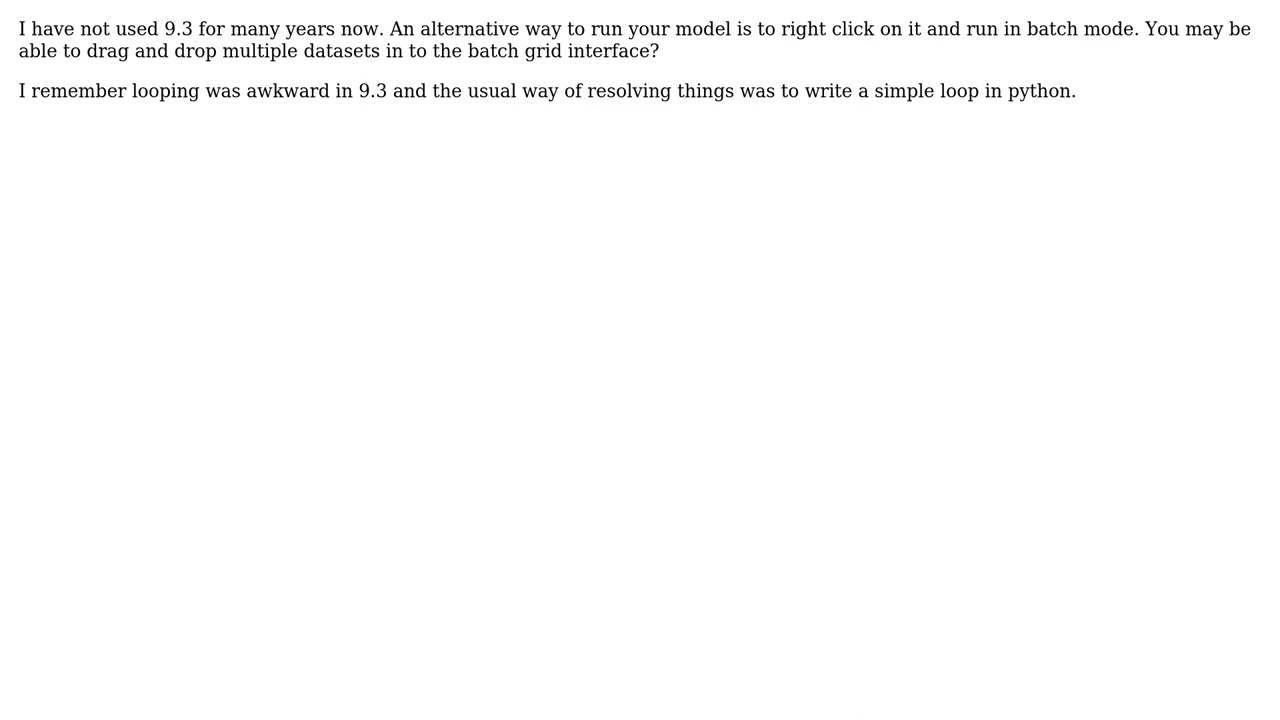 I have not used 9.3 for many years now. An alternative way to run your model is to right click on it and run in batch mode. You may be
able to drag and drop multiple datasets in to the batch grid interface?
I remember looping was awkward in 9.3 and the usual way of resolving things was to write a simple loop in python.